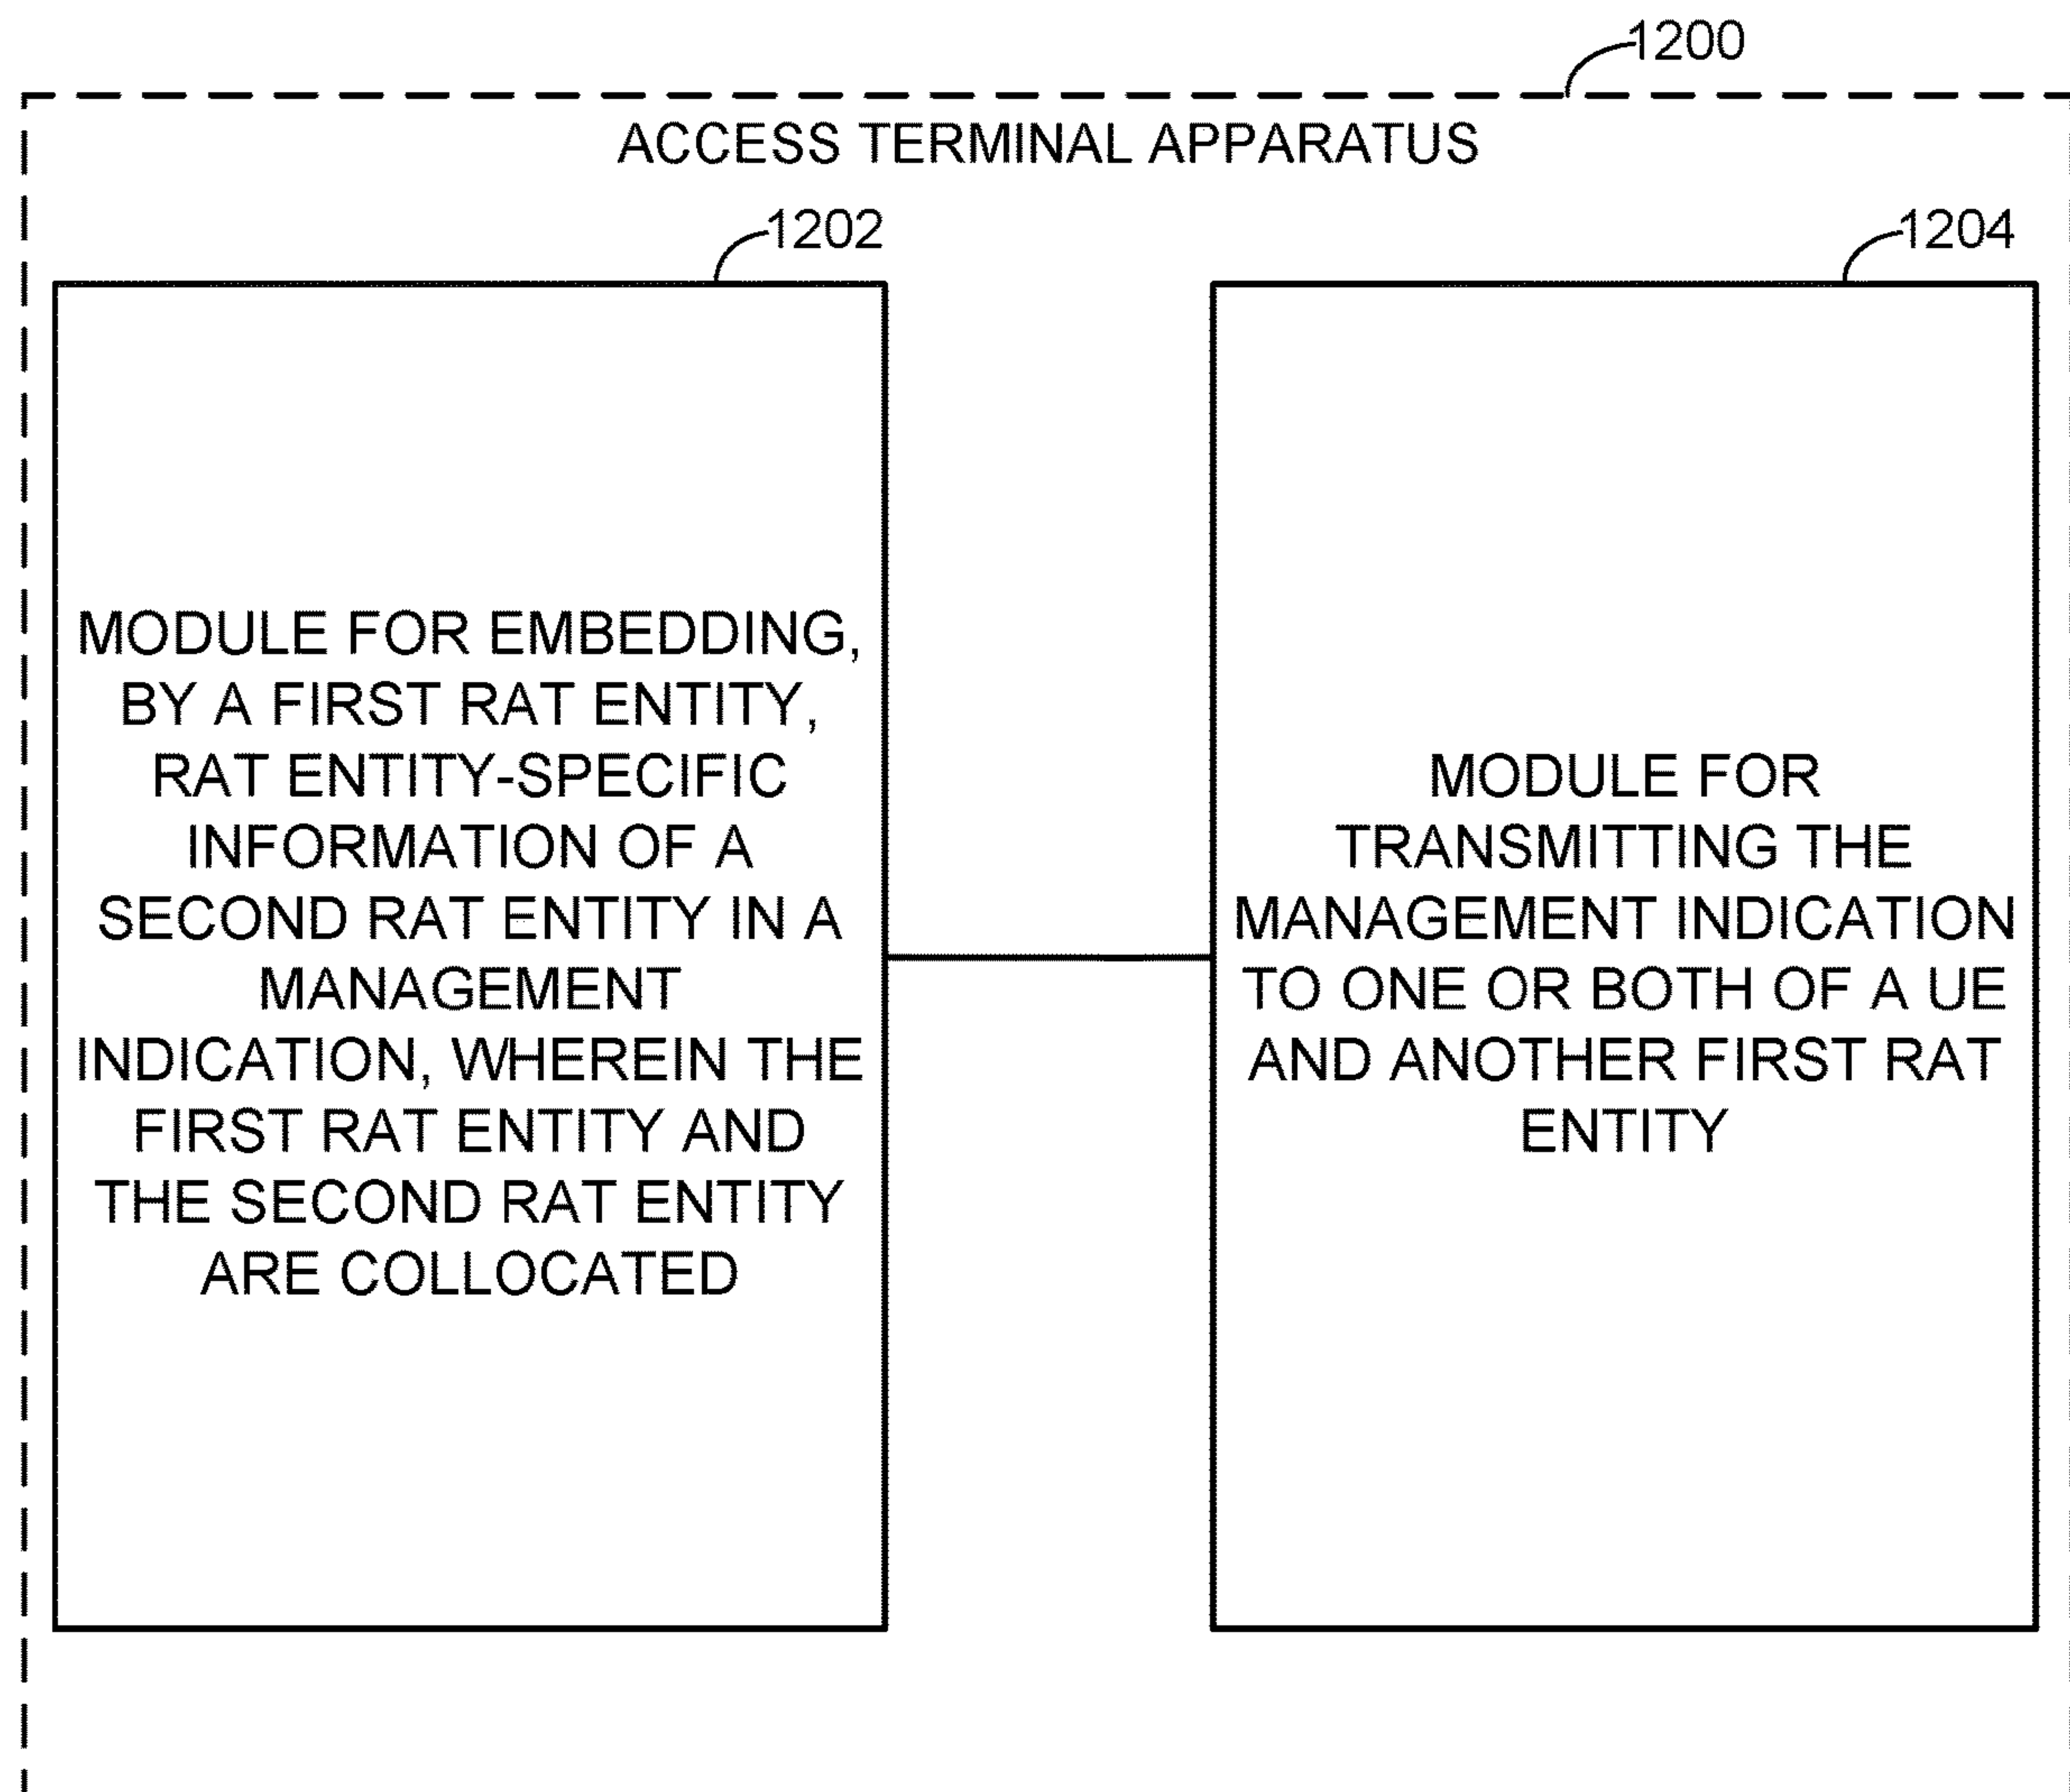 1200
ACCESS TERMINAL APPARATUS
1202
1204
MODULE FOR EMBEDDING,
BY A FIRST RAT ENTITY,
RAT ENTITY-SPECIFIC
INFORMATION OF A
SECOND RAT ENTITY IN A
MANAGEMENT
INDICATION, WHEREIN THE
FIRST RAT ENTITY AND
THE SECOND RAT ENTITY
ARE COLLOCATED
MODULE FOR
TRANSMITTING THE
MANAGEMENT INDICATION
TO ONE OR BOTH OF A UE
AND ANOTHER FIRST RAT
ENTITY